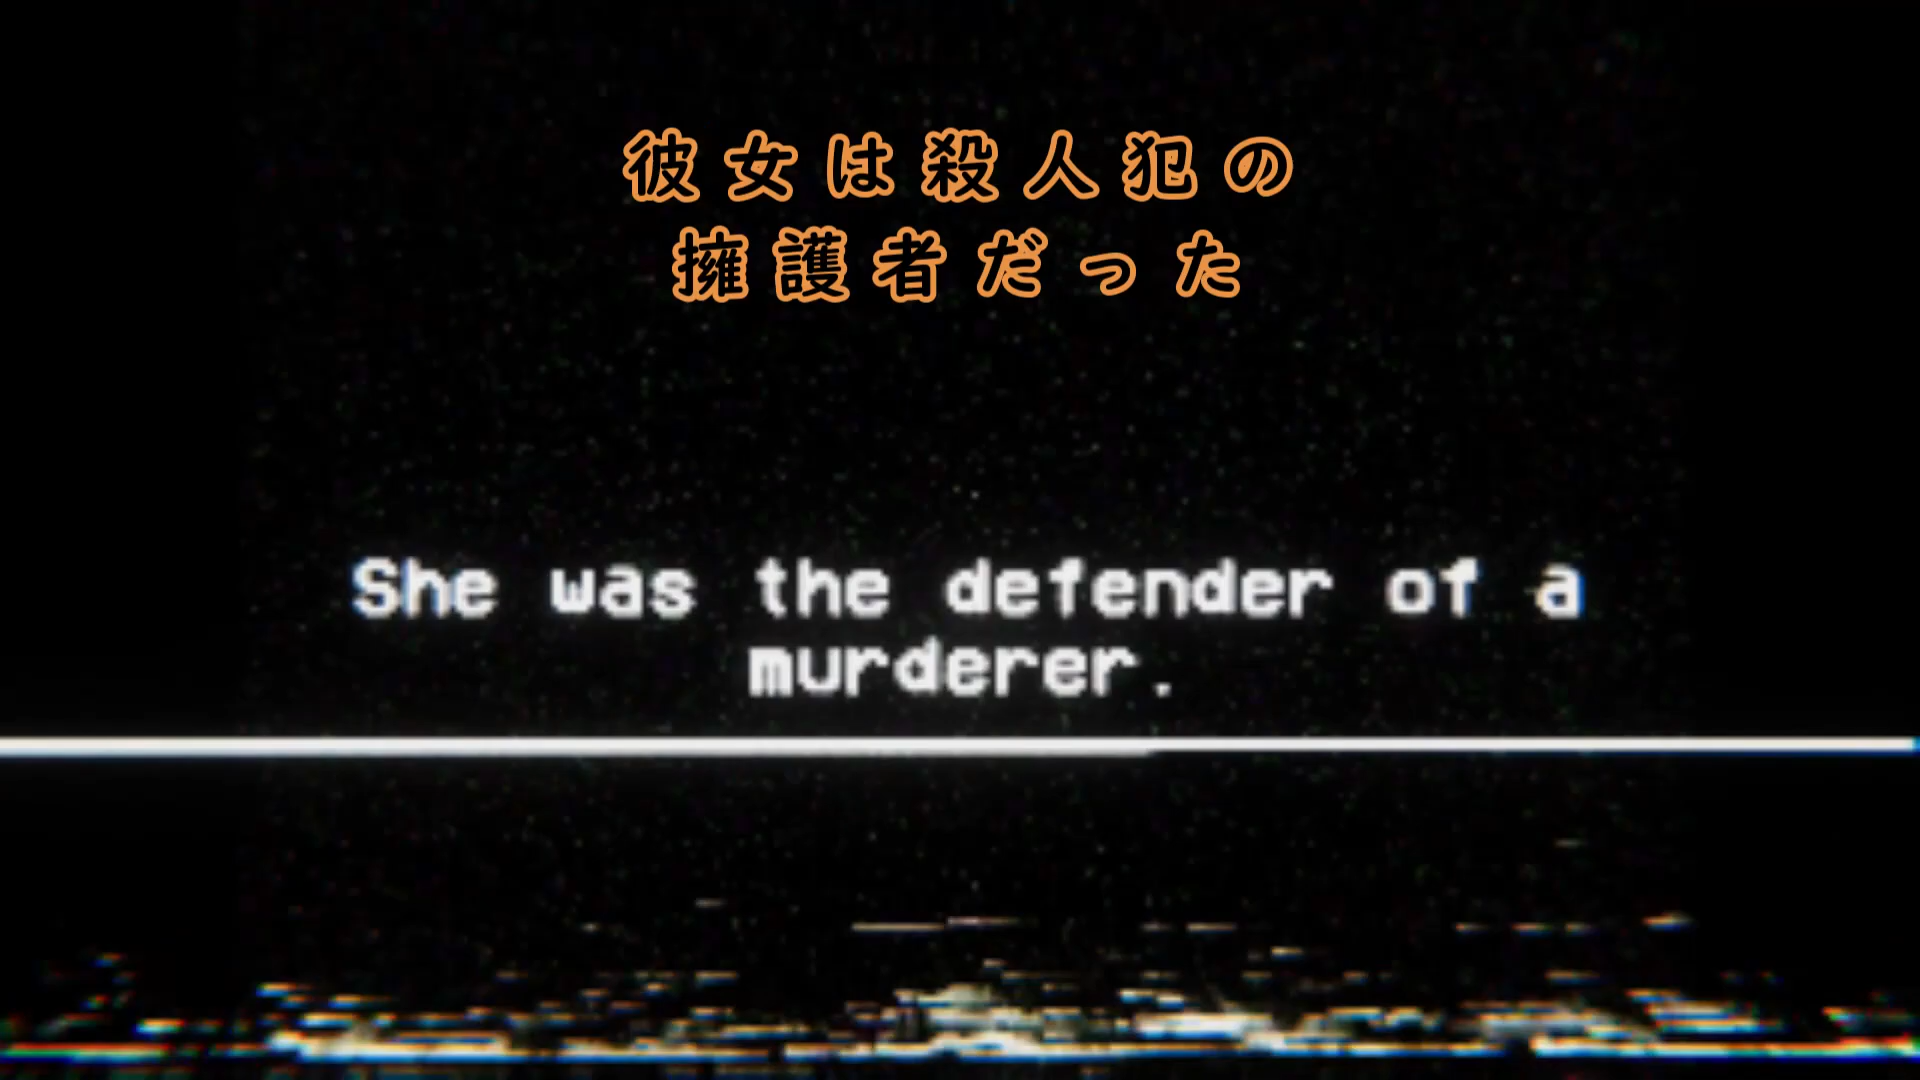 彼女は殺人犯の
擁護者だった
She was the defender of a
murderer.